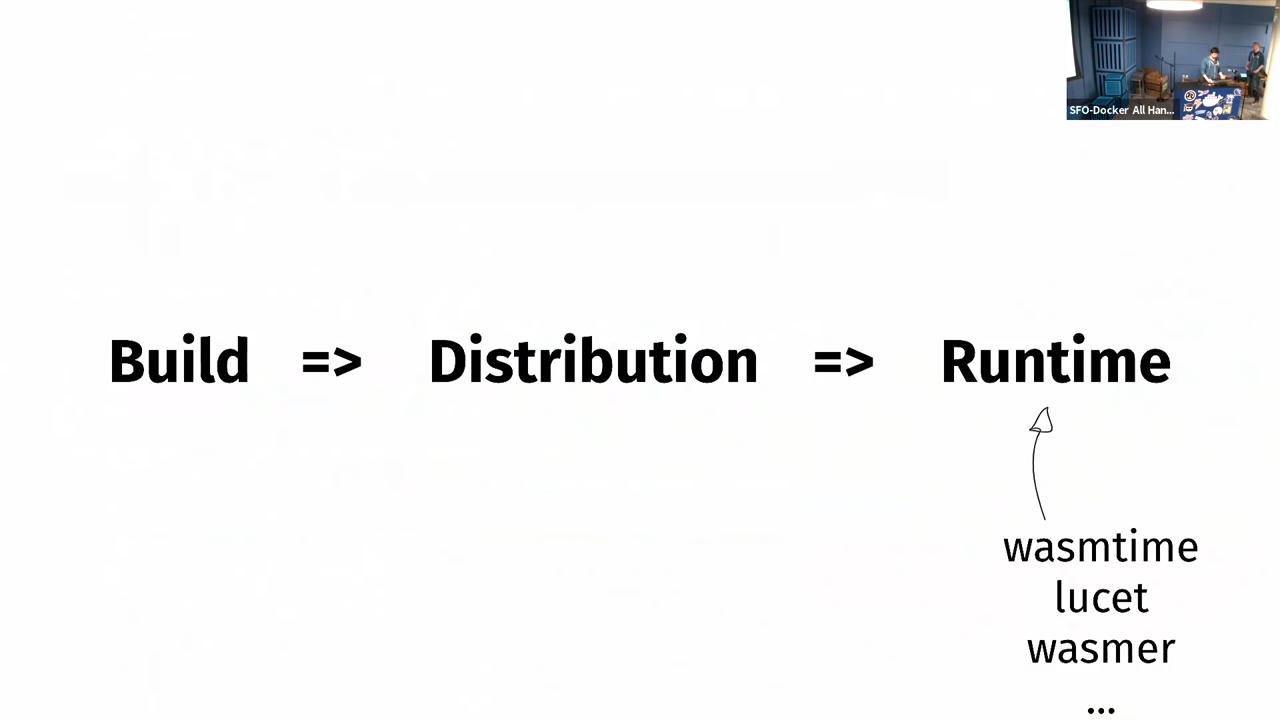 SFO-Docker All Han...
Build => Distribution => Runtime
wasmtime
lucet
wasmer
...